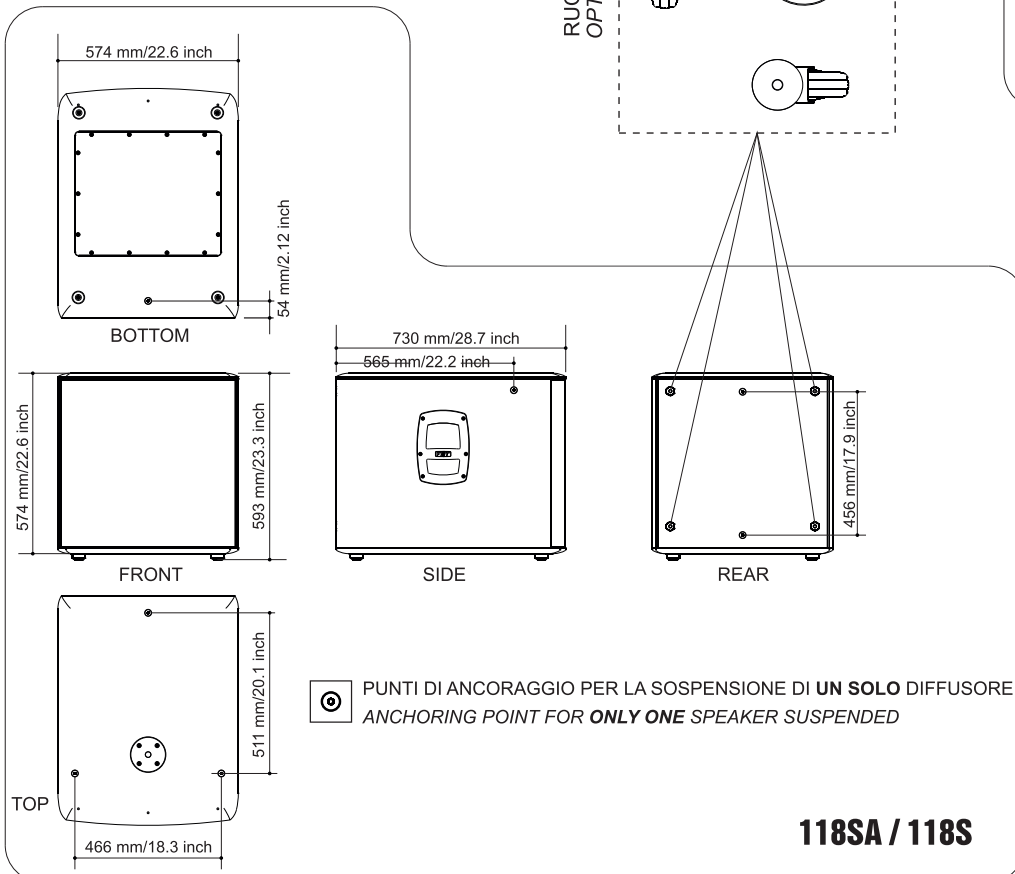 RUO
OPT
574 mm/22.6 inch
54 mm/2.12 inch
BOTTOM
730 mm/28.7 inch
565 mm/22.2 inch
574 mm/22.6 inch
593 mm/23.3 inch
456 mm/17.9 inch
FRONT
SIDE
REAR
511 mm/20.1 inch
TOP
466 mm/18.3 inch
PUNTI DI ANCORAGGIO PER LA SOSPENSIONE DI UN SOLO DIFFUSORE
ANCHORING POINT FOR ONLY ONE SPEAKER SUSPENDED
118SA / 118S